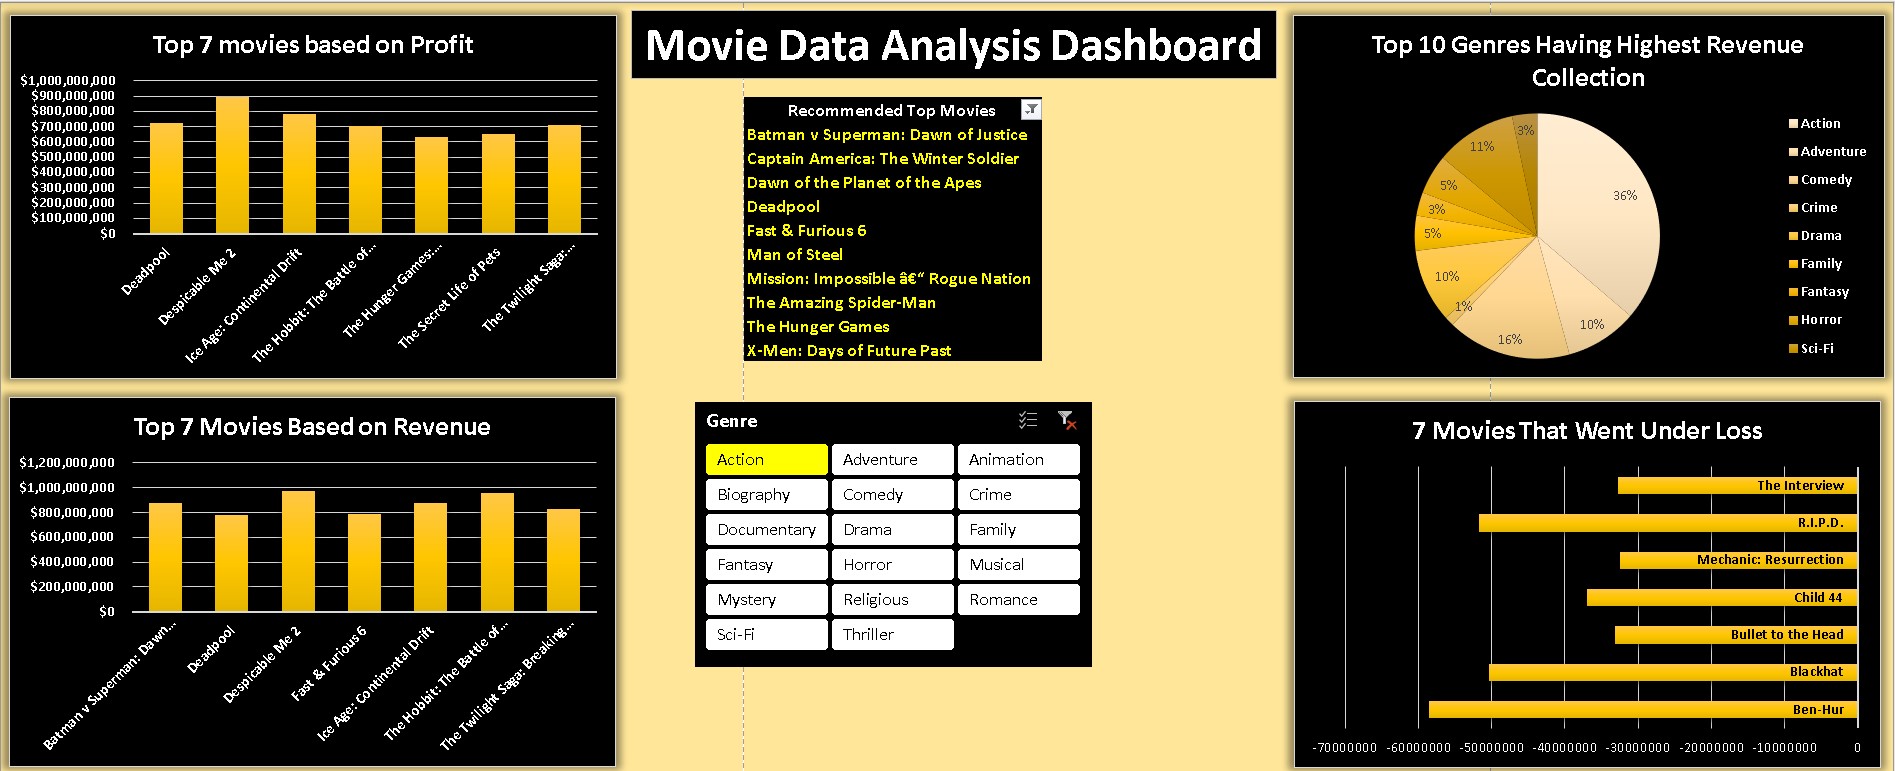 Top 7 movies based on Profit
$1,000,000,000
$900,000,000
$800,000,000
$700,000,000
$600,000,000
$500,000,000
$400,000,000
$300,000,000
$200,000,000
$100,000,000
$0
Deadpool
Despicable Me 2
Ice Age: Continental Drift
The Hobbit: The Battle of...
The Hunger Games:...
The Secret Life of Pets
The Twilight Saga:...
Movie Data Analysis Dashboard
Recommended Top Movies
Batman v Superman: Dawn of Justice
Captain America: The Winter Soldier
Dawn of the Planet of the Apes
Deadpool
Fast & Furious 6
Man of Steel
Mission: Impossible â€“ Rogue Nation
The Amazing Spider-Man
The Hunger Games
X-Men: Days of Future Past
Top 10 Genres Having Highest Revenue
Collection
36%
10%
16%
1%
10%
5%
3%
5%
11%
3%
Action
Adventure
Comedy
Crime
Drama
Family
Fantasy
Horror
Sci-Fi
Top 7 Movies Based on Revenue
$1,200,000,000
$1,000,000,000
$800,000,000
$600,000,000
$400,000,000
$200,000,000
$0
Batman v Superman: Dawn...
Deadpool
Despicable Me 2
Fast & Furious 6
Ice Age: Continental Drift
The Hobbit: The Battle of...
The Twilight Saga: Breaking...
Genre
Action Adventure Animation
Biography Comedy Crime
Documentary Drama Family
Fantasy Horror Musical
Mystery Religious Romance
Sci-Fi Thriller
7 Movies That Went Under Loss
The Interview
R.I.P.D.
Mechanic: Resurrection
Child 44
Bullet to the Head
Blackhat
Ben-Hur
-70000000 -60000000 -50000000 -40000000 -30000000 -20000000 -10000000 0